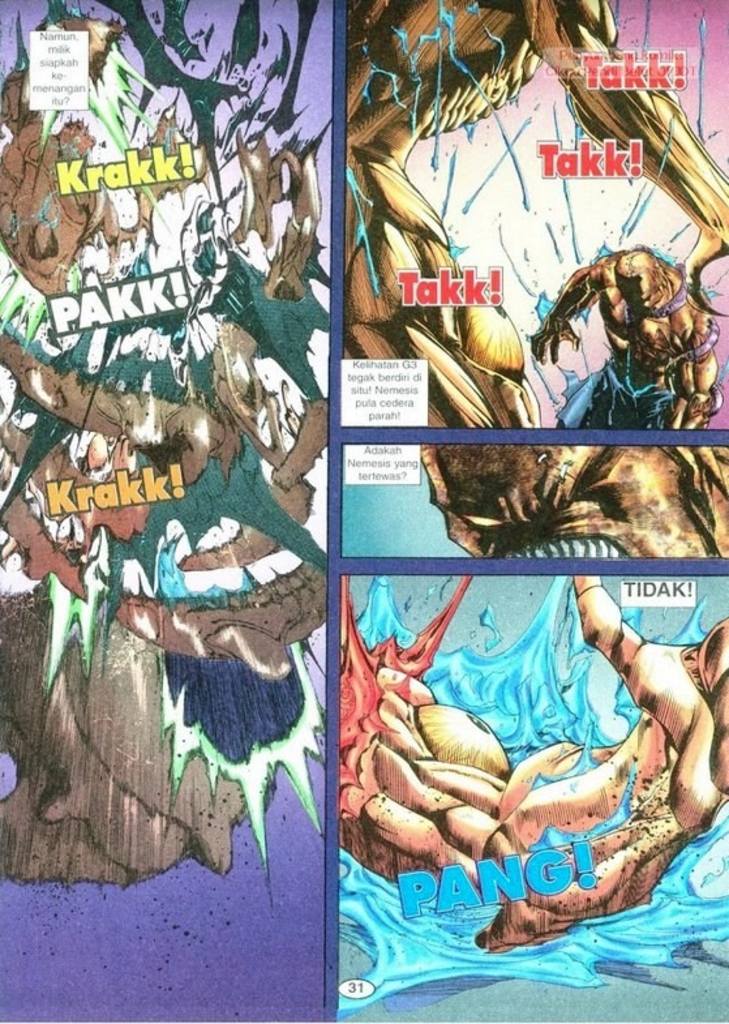 Namun,
milik
siapkah
ke-
menangan
itu?
Krakk!
PAKK!
Krakk!
Takk!
Takk!
Takk!
Kelihatan G3
tegak berdiri di
situ! Nemesis
pula cedera
parah!
Adakah
Nemesis yang
tertewas?
TIDAK!
PANG!
31